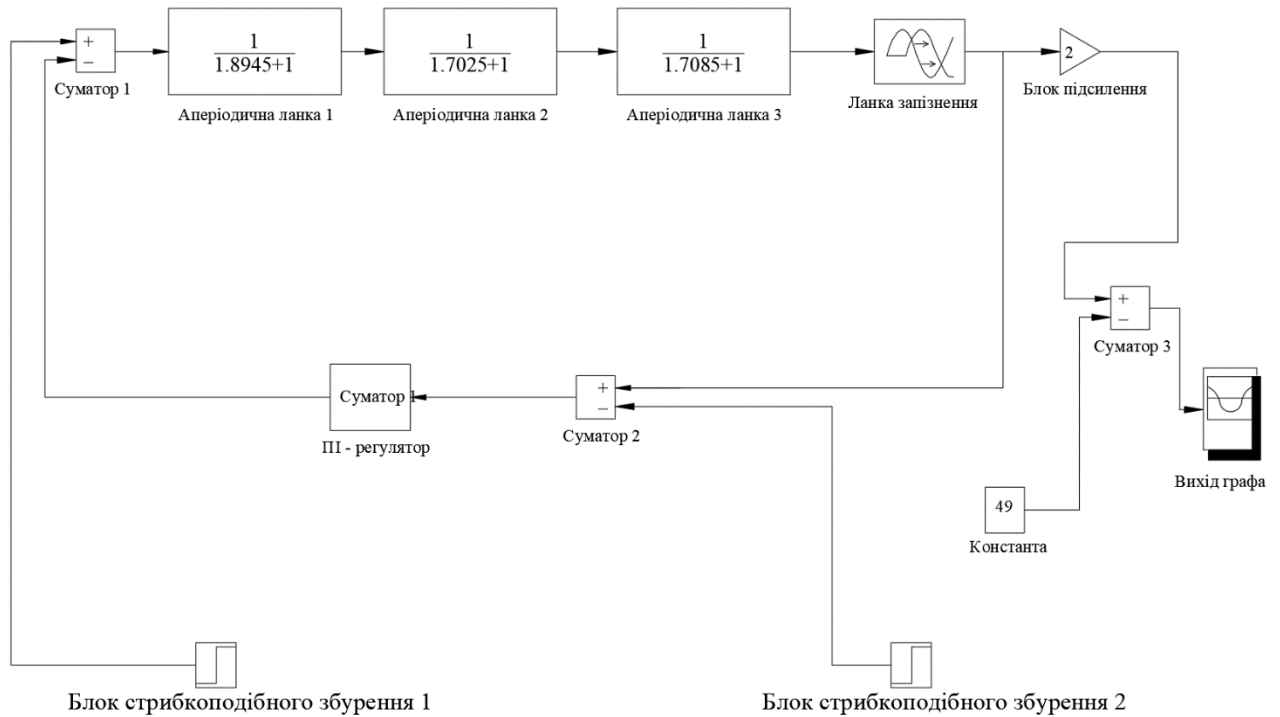 +
−
Суматор 1
1
1.8945+1
Аперіодична ланка 1
1
1.7025+1
Аперіодична ланка 2
1
1.7085+1
Аперіодична ланка 3
Ланка запізнення
2
Блок підсилення
+
−
Суматор 3
Суматор 1
ПІ - регулятор
+
−
Суматор 2
Вихід графа
49
Константа
Блок стрибкоподібного збурення 1
Блок стрибкоподібного збурення 2